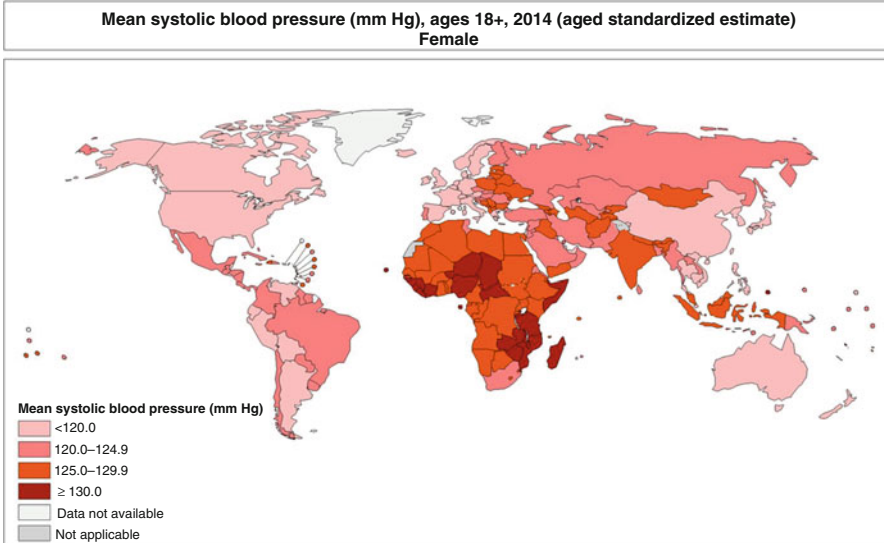 Mean systolic blood pressure (mm Hg), ages 18+, 2014 (aged standardized estimate)
Female
Mean systolic blood pressure (mm Hg)
<120.0
120.0–124.9
125.0–129.9
≥ 130.0
Data not available
Not applicable